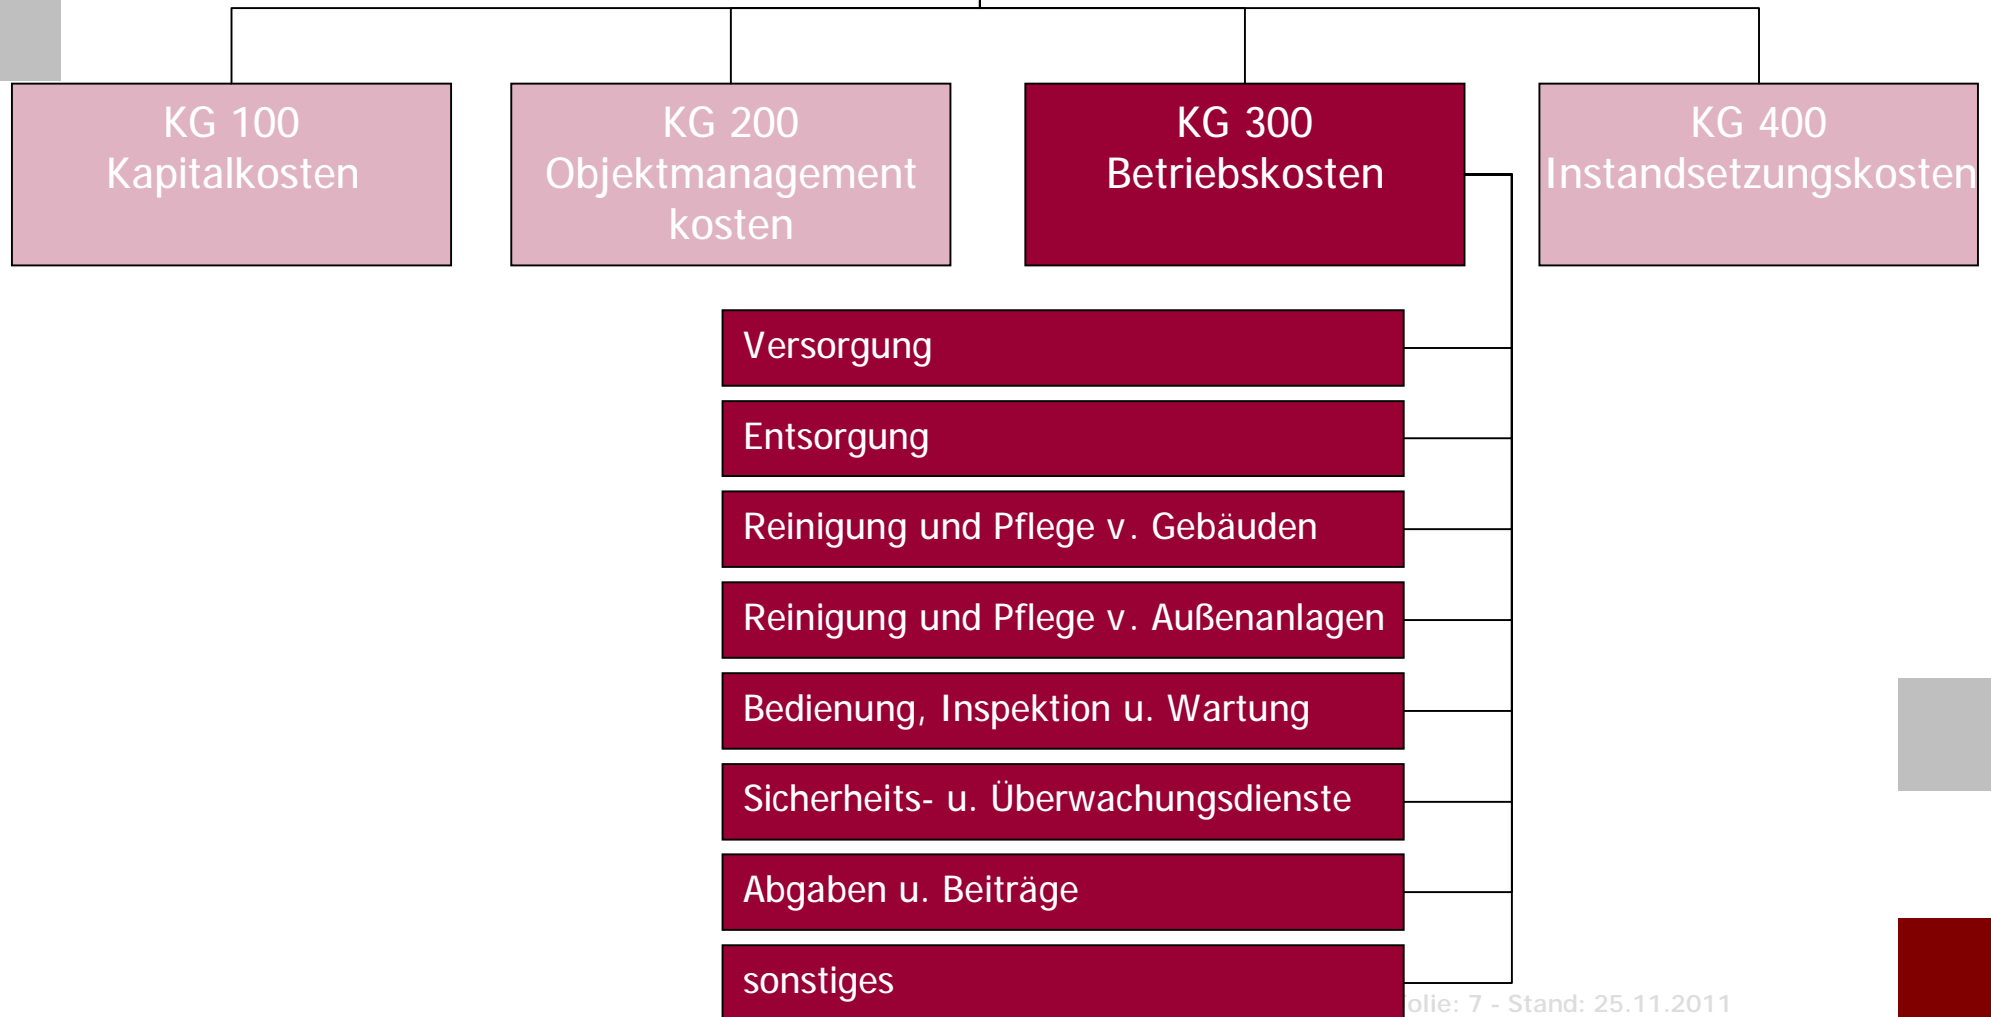 KG 100
Kapitalkosten
KG 200
Objektmanagement
kosten
KG 300
Betriebskosten
KG 400
Instandsetzungskosten
Versorgung
Entsorgung
Reinigung und Pflege v. Gebäuden
Reinigung und Pflege v. Außenanlagen
Bedienung, Inspektion u. Wartung
Sicherheits- u. Überwachungsdienste
Abgaben u. Beiträge
sonstiges
olie: 7 - Stand: 25.11.2011